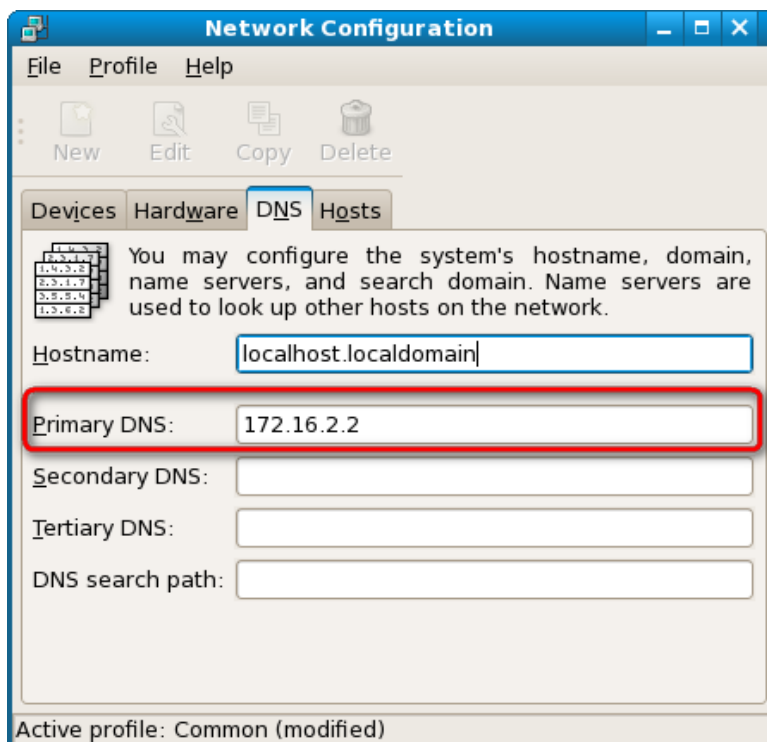 Network Configuration
File Profile Help
New Edit Copy Delete
Devices Hardware DNS Hosts
You may configure the system's hostname, domain,
name servers, and search domain. Name servers are
used to look up other hosts on the network.
Hostname: localhost.localdomain
Primary DNS: 172.16.2.2
Secondary DNS:
Tertiary DNS:
DNS search path:
Active profile: Common (modified)